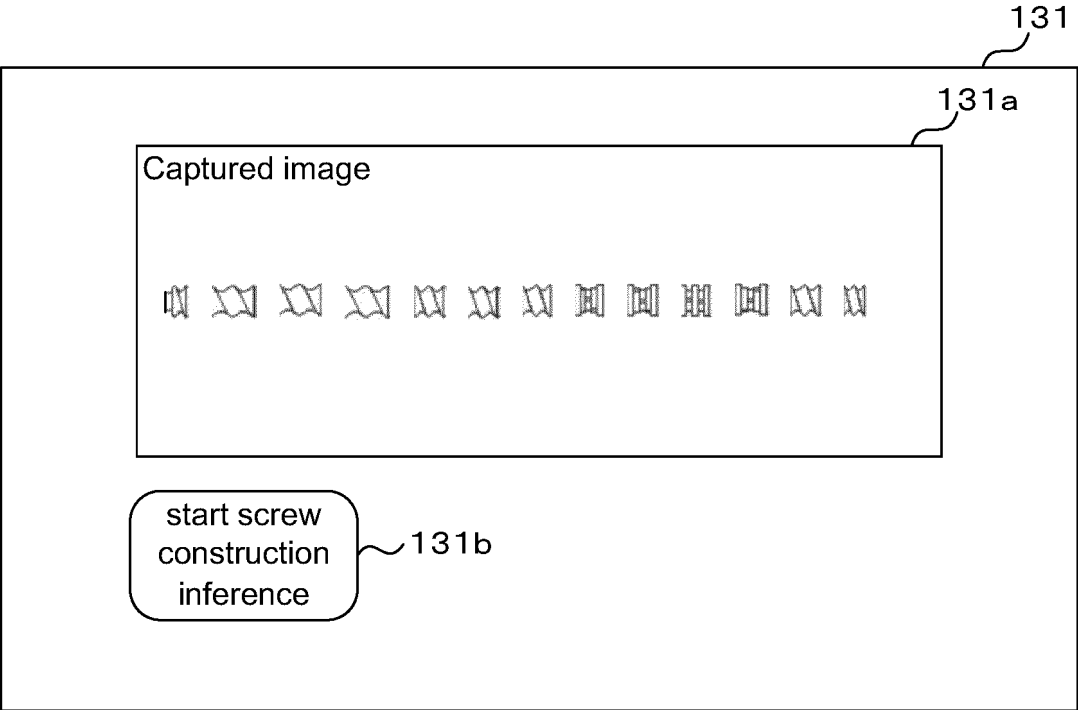 131
131a
Captured image
start screw
construction
inference
131b